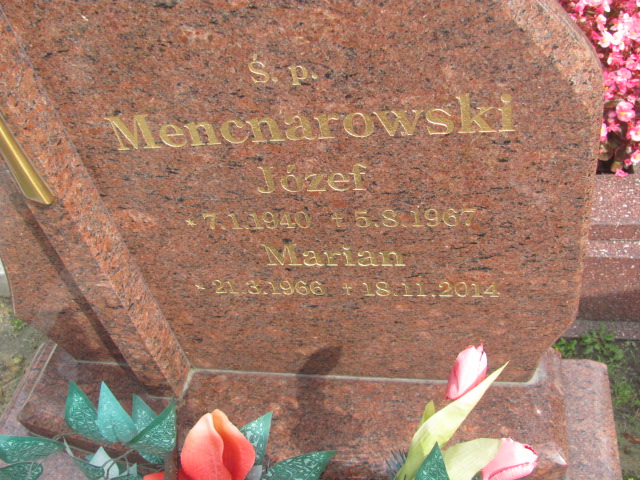 Ś. p.
Mencnarowski
Józef
* 7.1.1940 + 5.8.1967
Marian
* 21.3.1966 + 18.11.2014